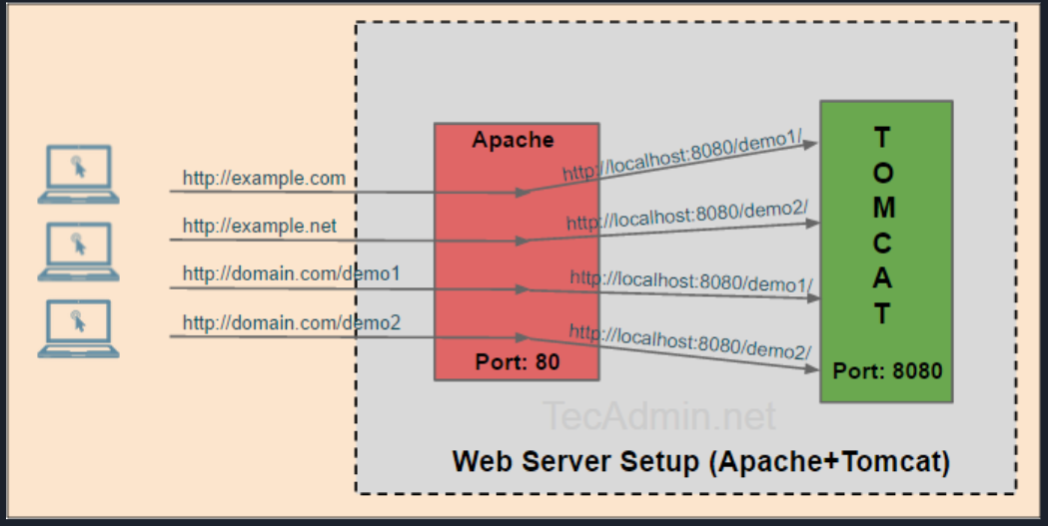 Apache
http://example.com
http://localhost:8080/demo1/
http://example.net
http://localhost:8080/demo2/
http://domain.com/demo1
http://localhost:8080/demo1/
http://domain.com/demo2
http://localhost:8080/demo2/
Port: 80
T
O
M
C
A
T
Port: 8080
TecAdmin.net
Web Server Setup (Apache+Tomcat)